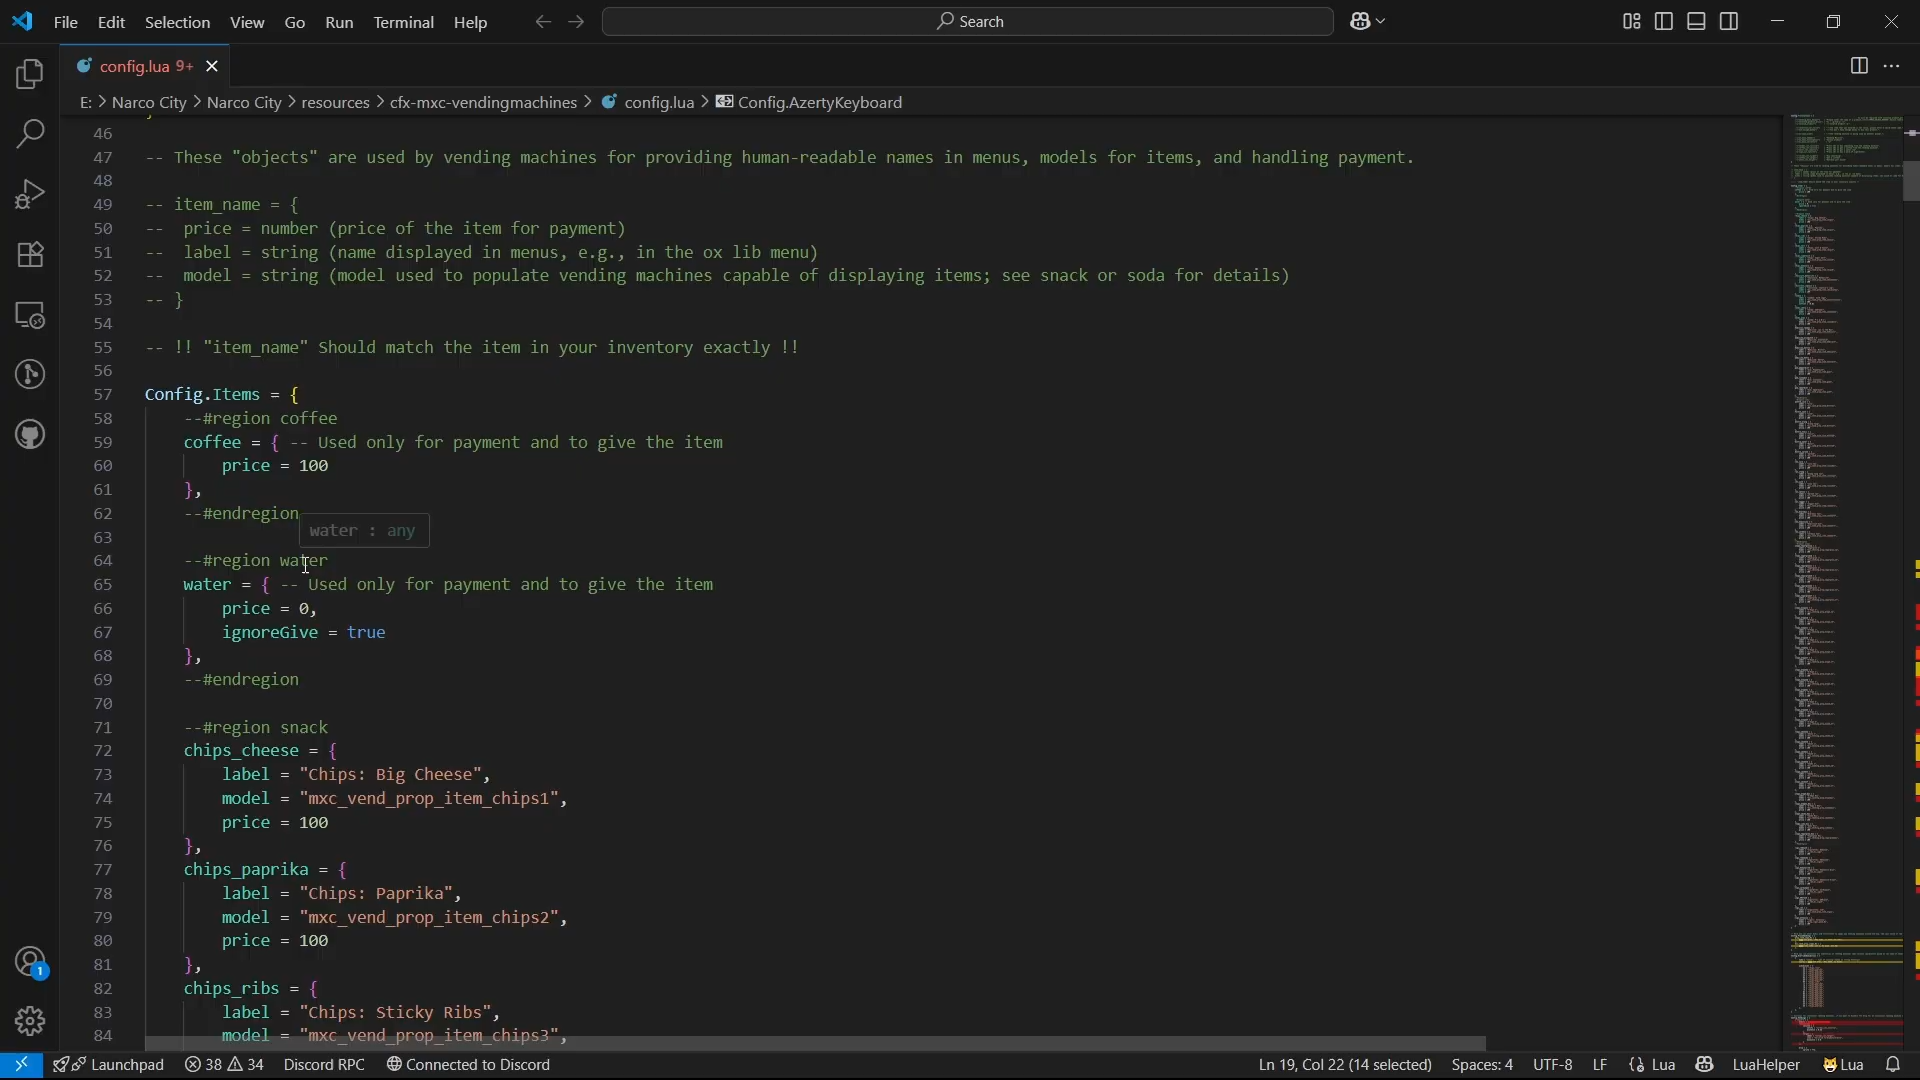 File Edit Selection View Go Run Terminal Help Search
config.lua 9+
E: > Narco City > Narco City > resources > cfx-mxc-vendingmachines > config.lua > Config.AzertyKeyboard
46
47 -- These "objects" are used by vending machines for providing human-readable names in menus, models for items, and handling payment.
48
49 -- item_name = {
50 --  price = number (price of the item for payment)
51 --  label = string (name displayed in menus, e.g., in the ox lib menu)
52 --  model = string (model used to populate vending machines capable of displaying items; see snack or soda for details)
53 -- }
54
55 -- !! "item_name" Should match the item in your inventory exactly !!
56
57 Config.Items = {
58     --#region coffee
59     coffee = { -- Used only for payment and to give the item
60         price = 100
61     },
62     --#endregion
water : any
63
64     --#region water
65     water = { -- Used only for payment and to give the item
66         price = 0,
67         ignoreGive = true
68     },
69     --#endregion
70
71     --#region snack
72     chips_cheese = {
73         label = "Chips: Big Cheese",
74         model = "mxc_vend_prop_item_chips1",
75         price = 100
76     },
77     chips_paprika = {
78         label = "Chips: Paprika",
79         model = "mxc_vend_prop_item_chips2",
80         price = 100
81     },
82     chips_ribs = {
83         label = "Chips: Sticky Ribs",
84         model = "mxc_vend_prop_item_chips3",
1
Launchpad 38 34 Discord RPC Connected to Discord Ln 19, Col 22 (14 selected) Spaces: 4 UTF-8 LF {} Lua LuaHelper Lua